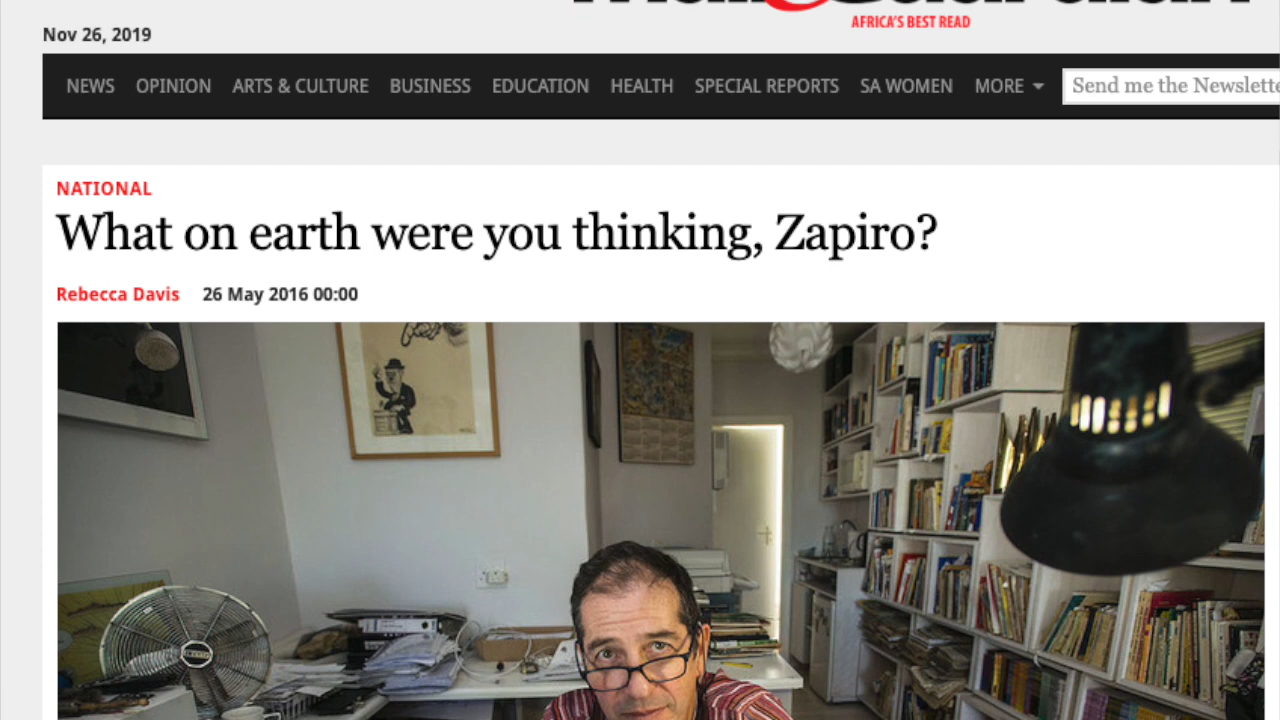 AFRICA'S BEST READ
Nov 26, 2019
NEWS OPINION ARTS & CULTURE BUSINESS EDUCATION HEALTH SPECIAL REPORTS SA WOMEN MORE Send me the Newslette
NATIONAL
What on earth were you thinking, Zapiro?
Rebecca Davis 26 May 2016 00:00